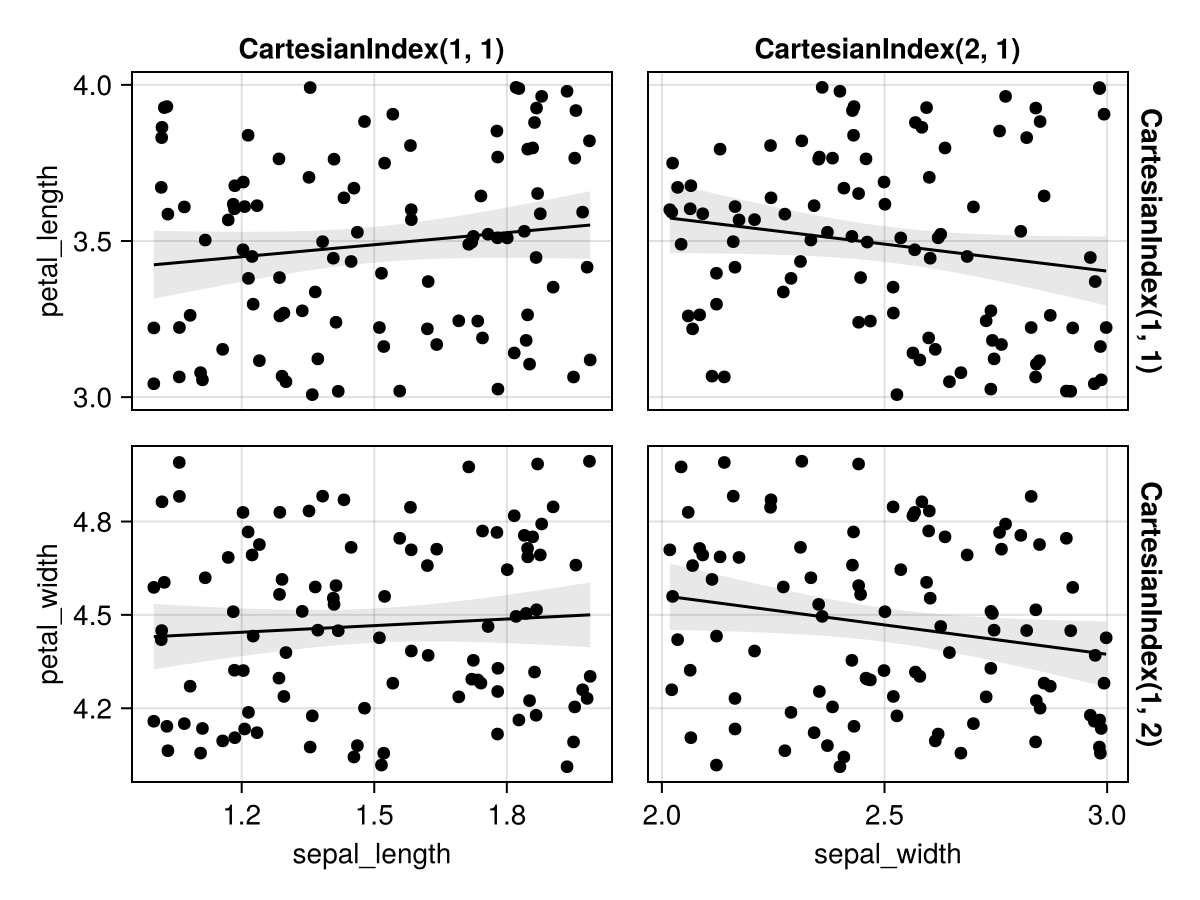 CartesianIndex(1, 1)
CartesianIndex(2, 1)
4.0
3.5
3.0
petal_length
CartesianIndex(1, 1)
4.8
4.5
4.2
petal_width
CartesianIndex(1, 2)
1.2
1.5
1.8
2.0
2.5
3.0
sepal_length
sepal_width